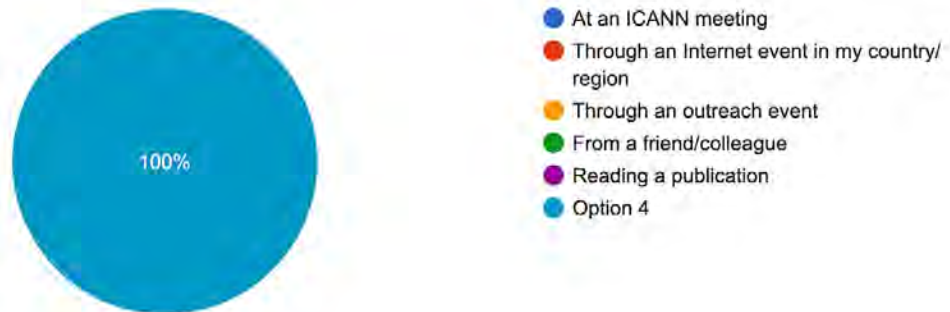 100%
At an ICANN meeting
Through an Internet event in my country/
region
Through an outreach event
From a friend/colleague
Reading a publication
Option 4